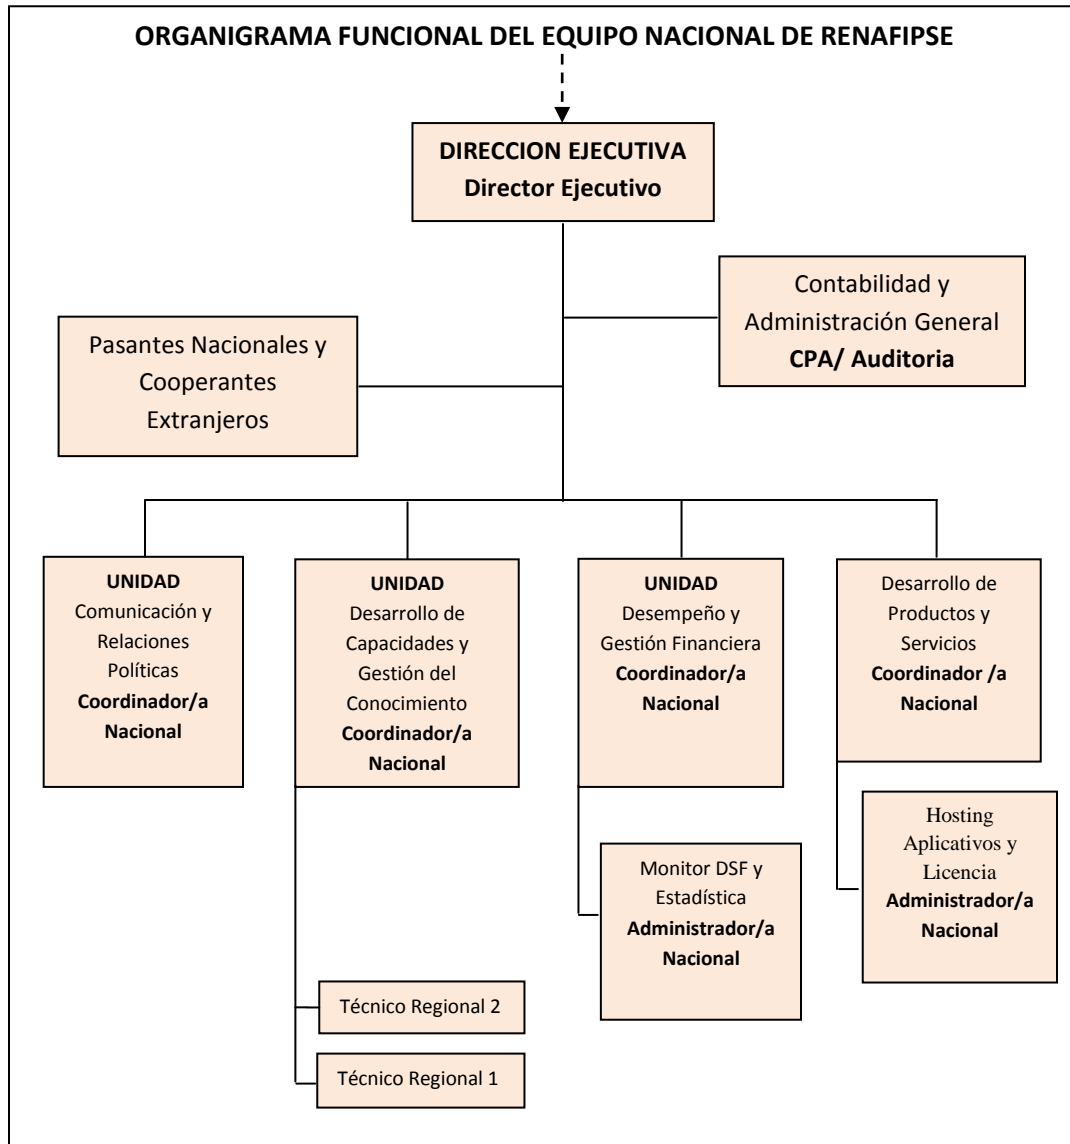 ORGANIGRAMA FUNCIONAL DEL EQUIPO NACIONAL DE RENAFIPSE
DIRECCION EJECUTIVA
Director Ejecutivo
Contabilidad y
Administración General
CPA/ Auditoria
Pasantes Nacionales y
Cooperantes
Extranjeros
UNIDAD
Comunicación y
Relaciones
Políticas
Coordinador/a
Nacional
UNIDAD
Desarrollo de
Capacidades y
Gestión del
Conocimiento
Coordinador/a
Nacional
UNIDAD
Desempeño y
Gestión Financiera
Coordinador/a
Nacional
Desarrollo de
Productos y
Servicios
Coordinador /a
Nacional
Monitor DSF y
Estadística
Administrador/a
Nacional
Hosting
Aplicativos y
Licencia
Administrador/a
Nacional
Técnico Regional 2
Técnico Regional 1